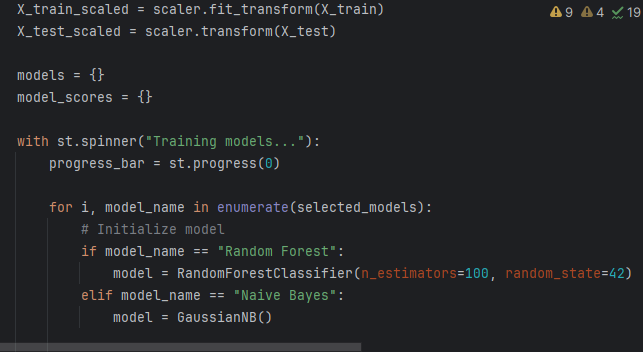 X_train_scaled = scaler.fit_transform(X_train)
9 4 19
X_test_scaled = scaler.transform(X_test)
models = {}
model_scores = {}
with st.spinner("Training models..."):
    progress_bar = st.progress(0)
    for i, model_name in enumerate(selected_models):
        # Initialize model
        if model_name == "Random Forest":
            model = RandomForestClassifier(n_estimators=100, random_state=42)
        elif model_name == "Naive Bayes":
            model = GaussianNB()